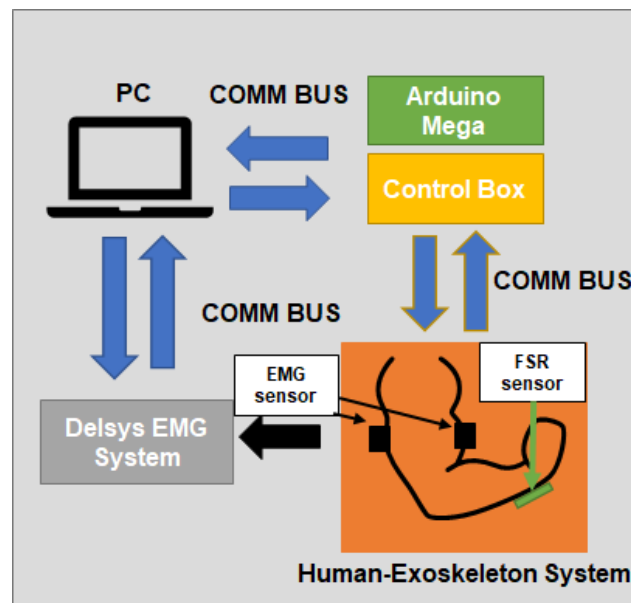 PC
COMM BUS
Arduino
Mega
Control Box
COMM BUS
COMM BUS
EMG
sensor
FSR
sensor
Delsys EMG
System
Human-Exoskeleton System